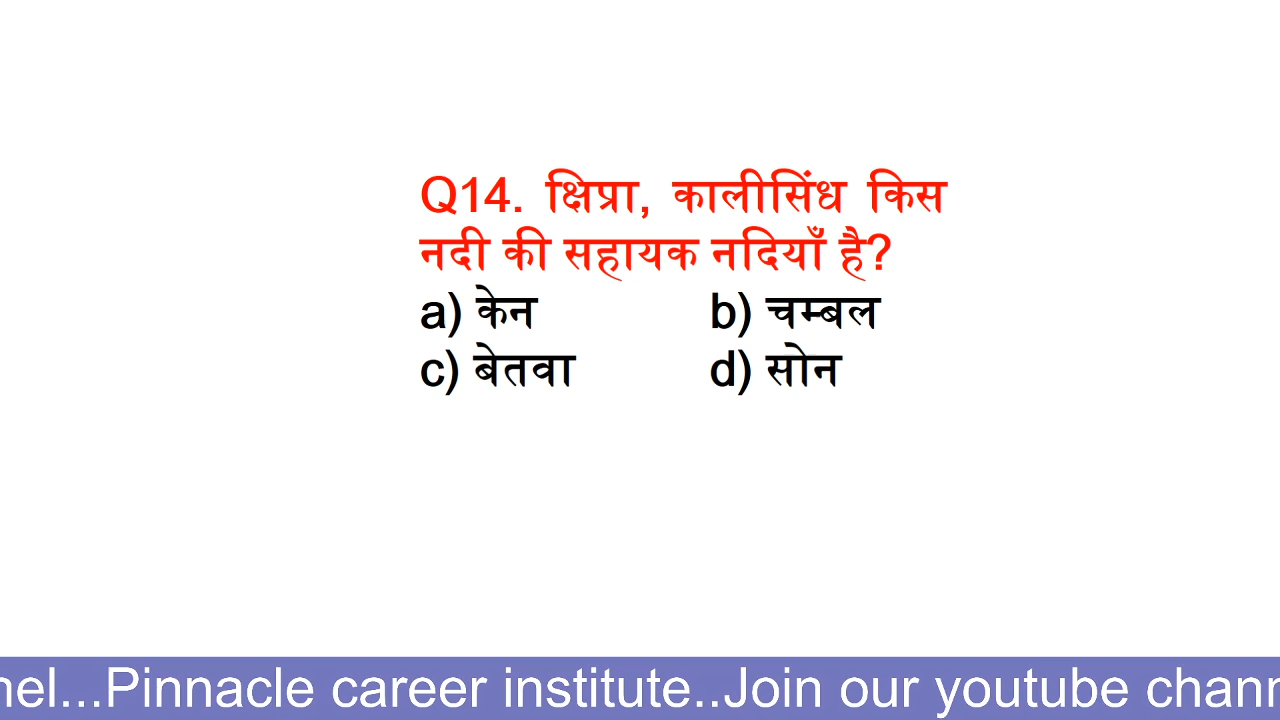 Q14. क्षिप्रा, कालीसिंध किस
नदी की सहायक नदियाँ है?
a) केन b) चम्बल
c) बेतवा d) सोन
nel...Pinnacle career institute..Join our youtube chann